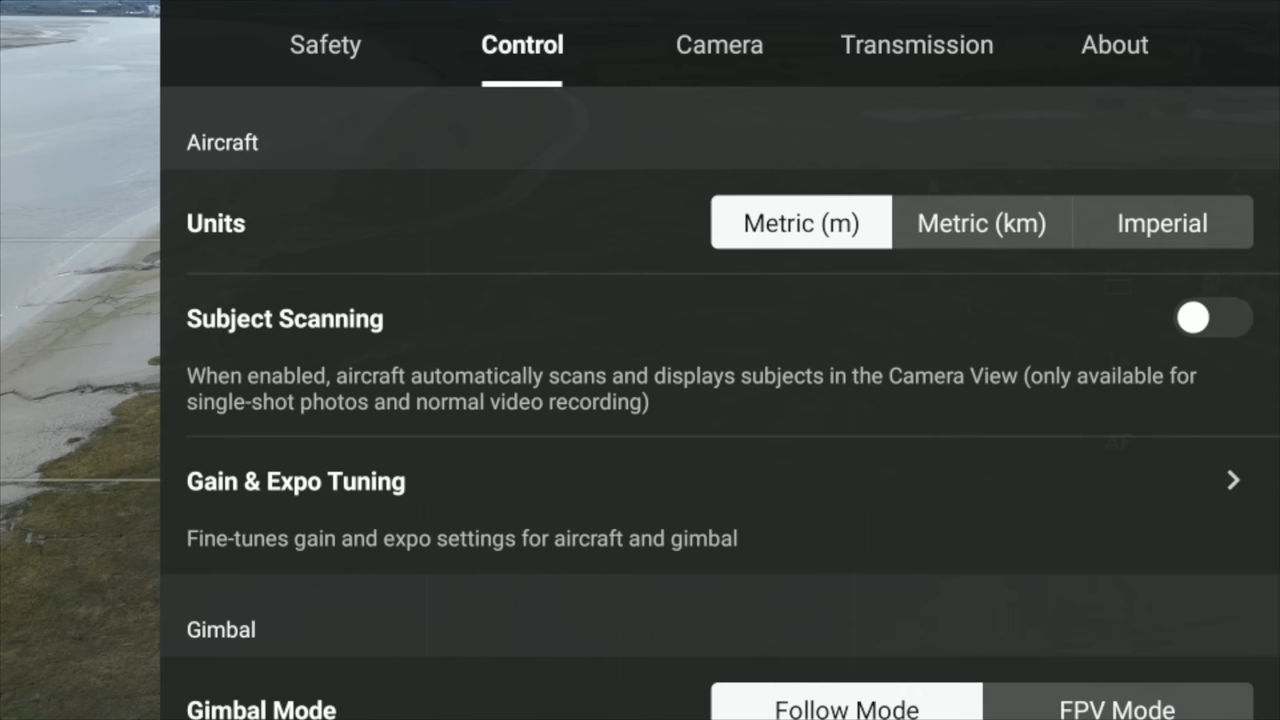 Safety Control Camera Transmission About
Aircraft
Units Metric (m) Metric (km) Imperial
Subject Scanning
When enabled, aircraft automatically scans and displays subjects in the Camera View (only available for
single-shot photos and normal video recording)
Gain & Expo Tuning
Fine-tunes gain and expo settings for aircraft and gimbal
Gimbal
Gimbal Mode Follow Mode FPV Mode